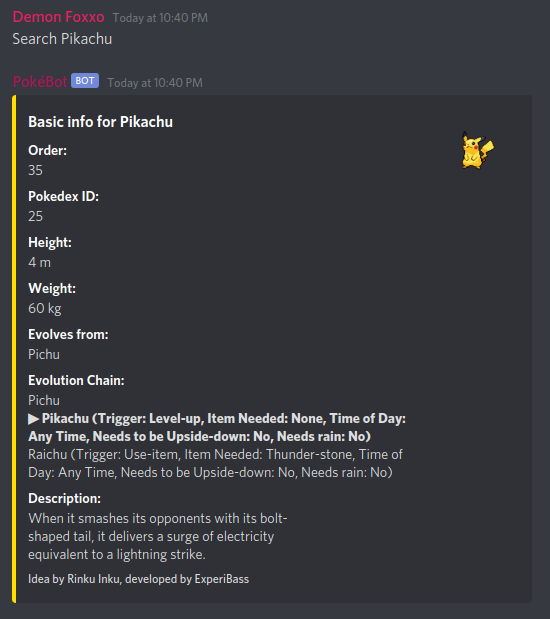 Demon Foxxo Today at 10:40 PM
Search Pikachu
PokéBot BOT Today at 10:40 PM
Basic info for Pikachu
Order:
35
Pokedex ID:
25
Height:
4 m
Weight:
60 kg
Evolves from:
Pichu
Evolution Chain:
Pichu
▶ Pikachu (Trigger: Level-up, Item Needed: None, Time of Day:
Any Time, Needs to be Upside-down: No, Needs rain: No)
Raichu (Trigger: Use-item, Item Needed: Thunder-stone, Time of
Day: Any Time, Needs to be Upside-down: No, Needs rain: No)
Description:
When it smashes its opponents with its bolt-
shaped tail, it delivers a surge of electricity
equivalent to a lightning strike.
Idea by Rinku Inku, developed by ExperiBass